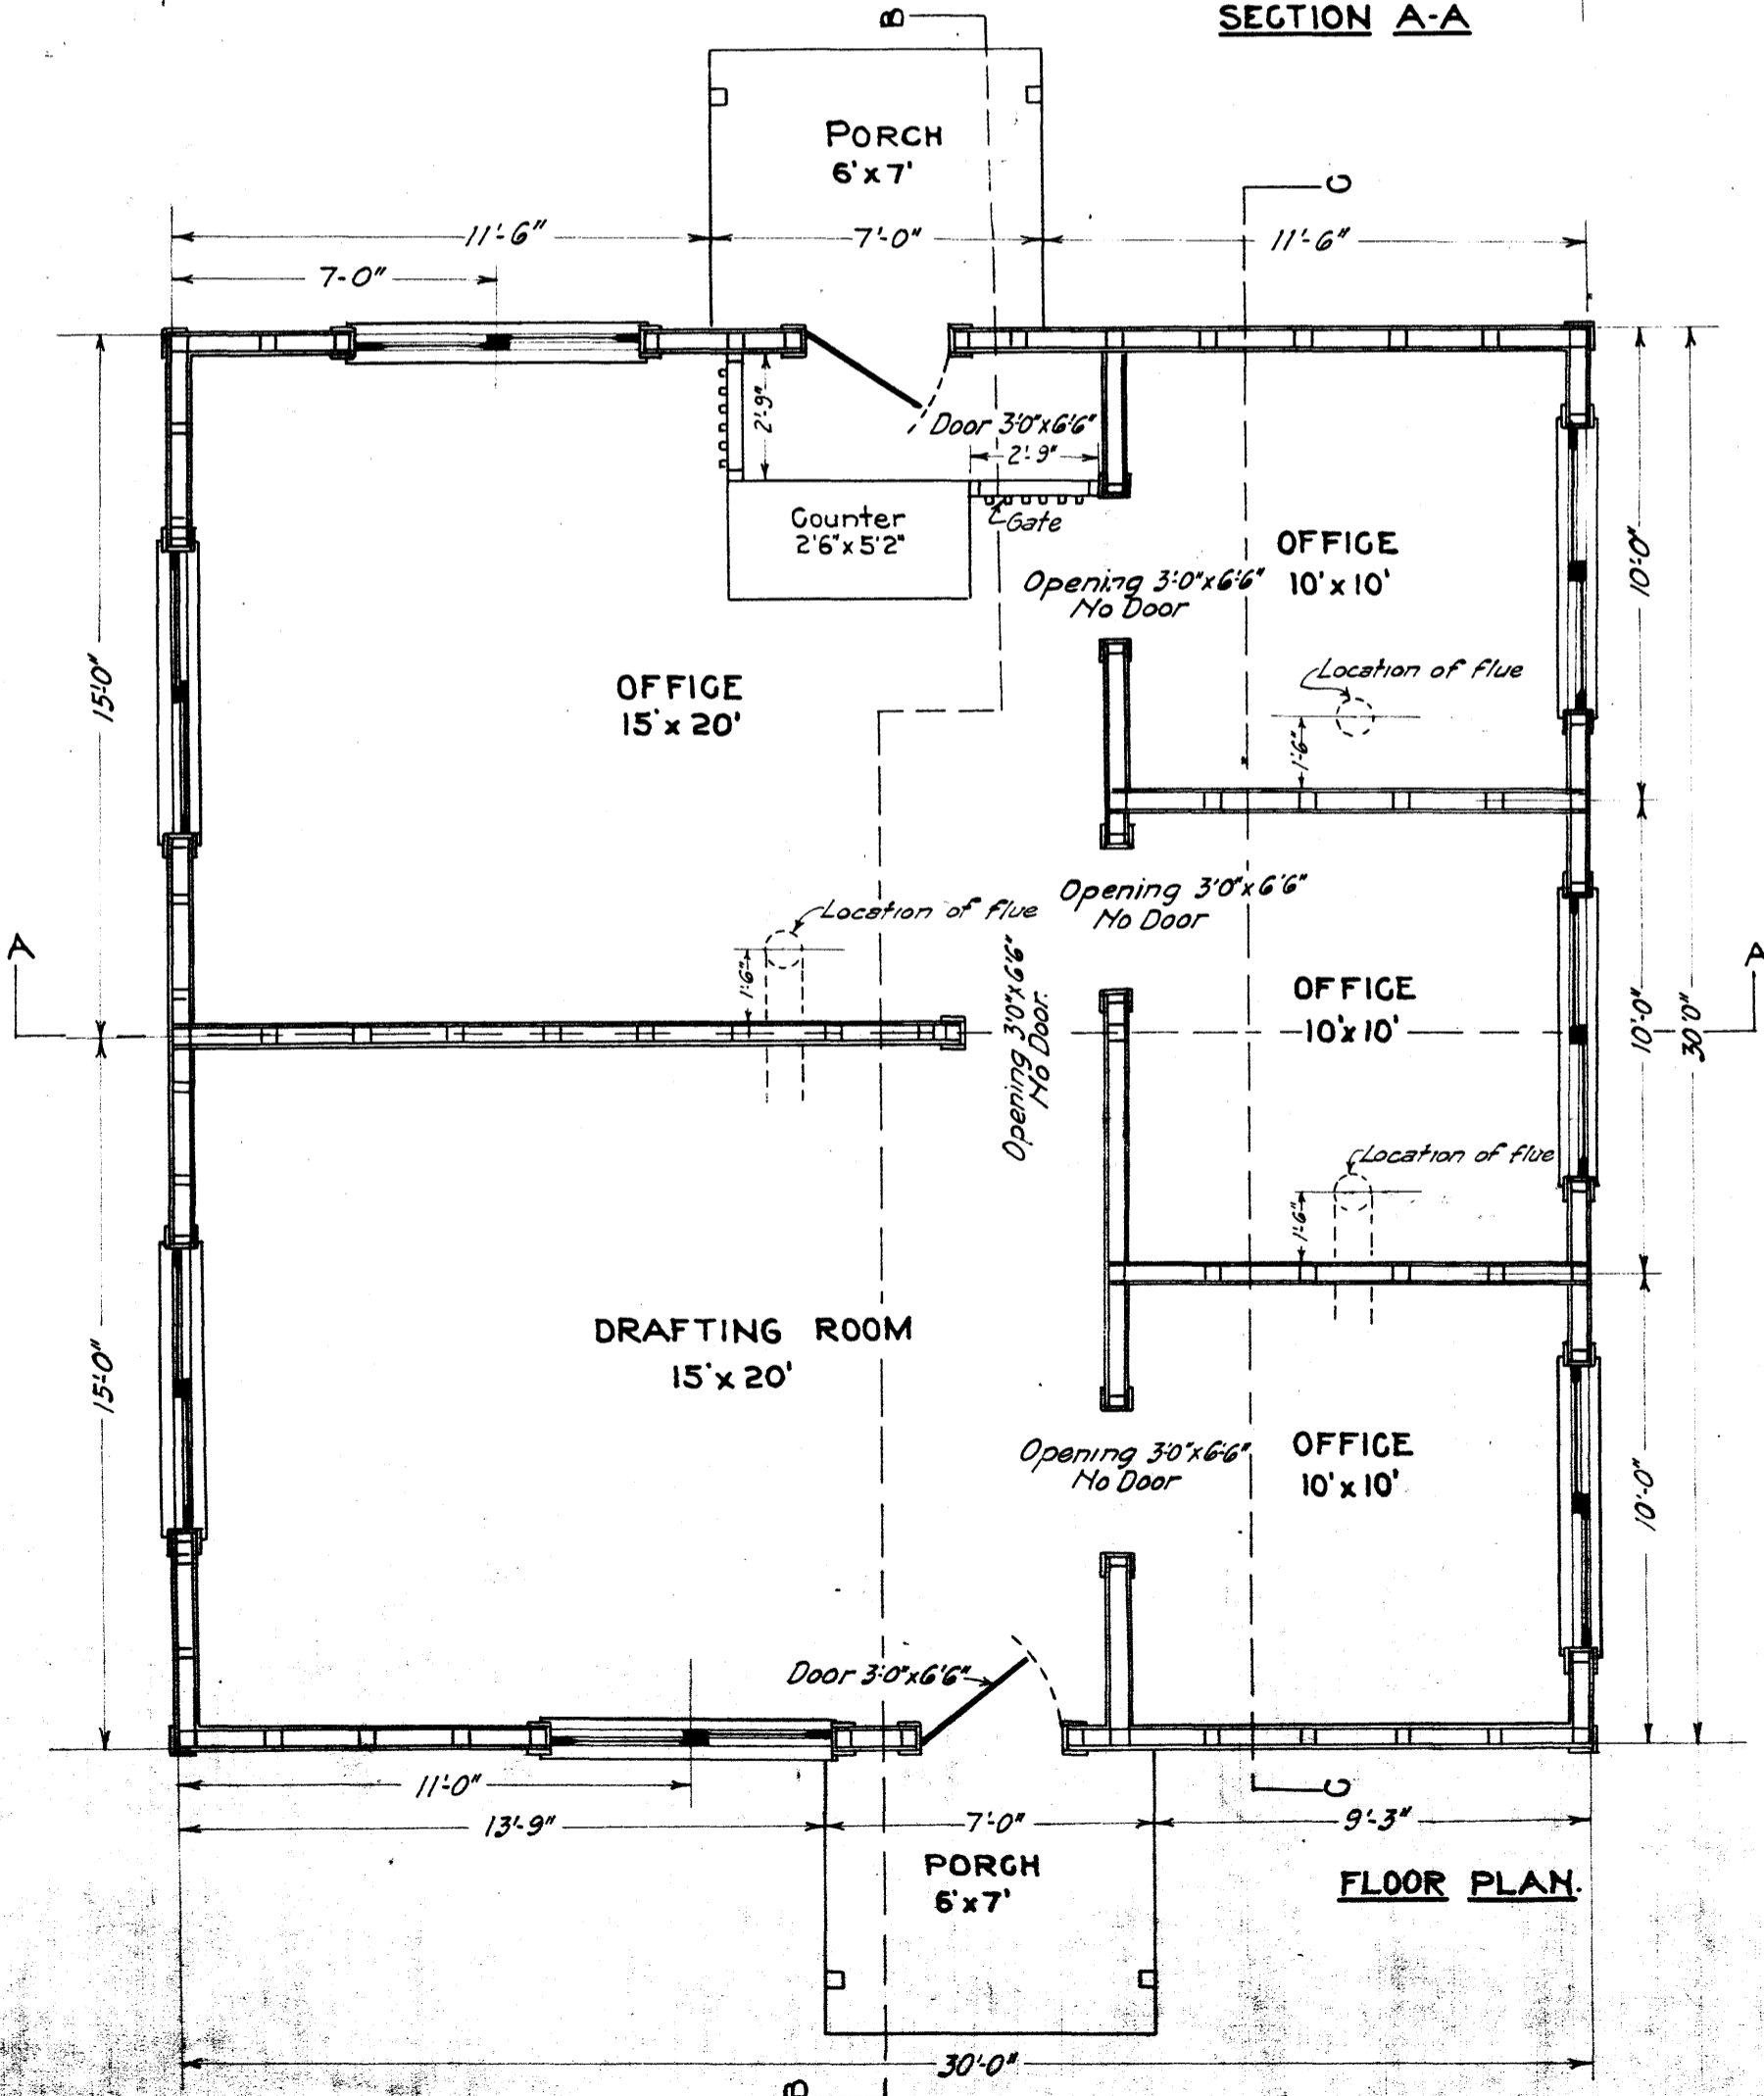 SECTION A-A
B
PORCH
6'x7'
C
11'-6"
7'-0"
11'-6"
7-0"
2'-9"
Door 3'0"x6'6"
2'-9"
Gate
Counter
2'6"x5'2"
OFFICE
10'x10'
10'-0"
Opening 3'0"x6'6"
No Door
15'-0"
OFFICE
15'x20'
Location of flue
1'-6"
Opening 3'0"x6'6"
No Door
Location of flue
1'-6"
A
A
Opening 3'0"x6'6"
No Door.
OFFICE
10'x10'
10'-0"
30'0"
Location of flue
1'-6"
DRAFTING ROOM
15'x20'
15'-0"
Opening 3'0"x6'6"
No Door
OFFICE
10'x10'
10'-0"
Door 3'0"x6'6"
11'-0"
C
13'-9"
7'-0"
9'-3"
PORCH
6'x7'
FLOOR PLAN.
30'-0"
B